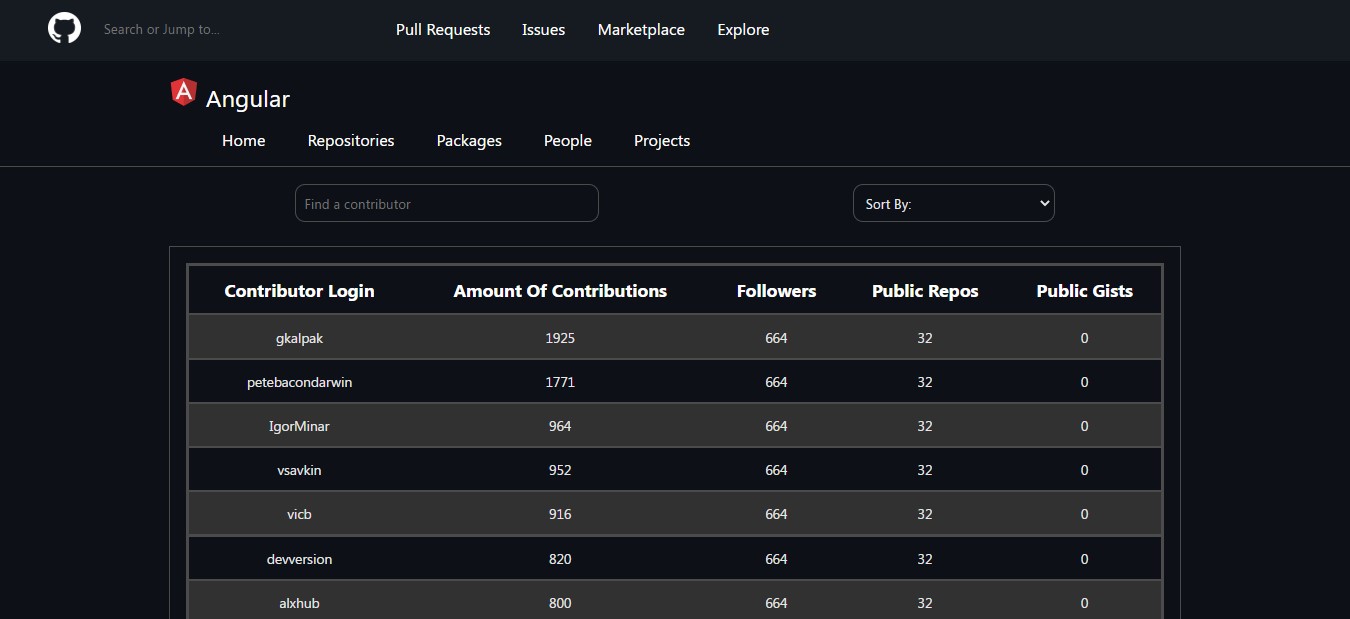 Search or Jump to... Pull Requests Issues Marketplace Explore
Angular
Home Repositories Packages People Projects
Find a contributor Sort By:
Contributor Login Amount Of Contributions Followers Public Repos Public Gists
gkalpak 1925 664 32 0
petebacondarwin 1771 664 32 0
IgorMinar 964 664 32 0
vsavkin 952 664 32 0
vicb 916 664 32 0
devversion 820 664 32 0
alxhub 800 664 32 0